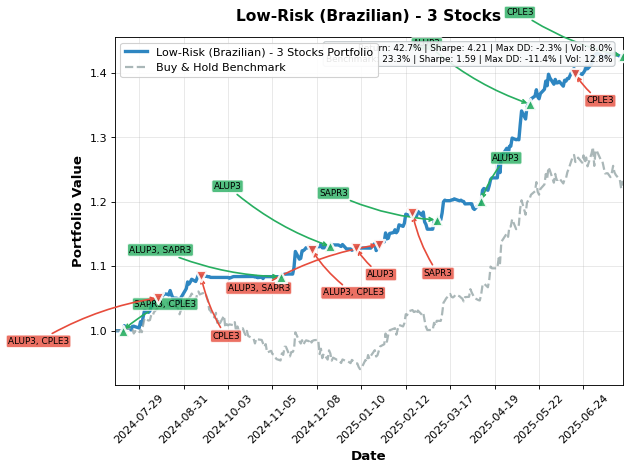 Low-Risk (Brazilian) - 3 Stocks
CPLE3
Low-Risk (Brazilian) - 3 Stocks Portfolio
Buy & Hold Benchmark
42.7% | Sharpe: 4.21 | Max DD: -2.3% | Vol: 8.0%
23.3% | Sharpe: 1.59 | Max DD: -11.4% | Vol: 12.8%
CPLE3
ALUP3
ALUP3
SAPR3
ALUP3, SAPR3
ALUP3
SAPR3
ALUP3, SAPR3
ALUP3, CPLE3
SAPR3, CPLE3
CPLE3
ALUP3, CPLE3
Portfolio Value
1.4
1.3
1.2
1.1
1.0
2024-07-29
2024-08-31
2024-10-03
2024-11-05
2024-12-08
2025-01-10
2025-02-12
2025-03-17
2025-04-19
2025-05-22
2025-06-24
Date